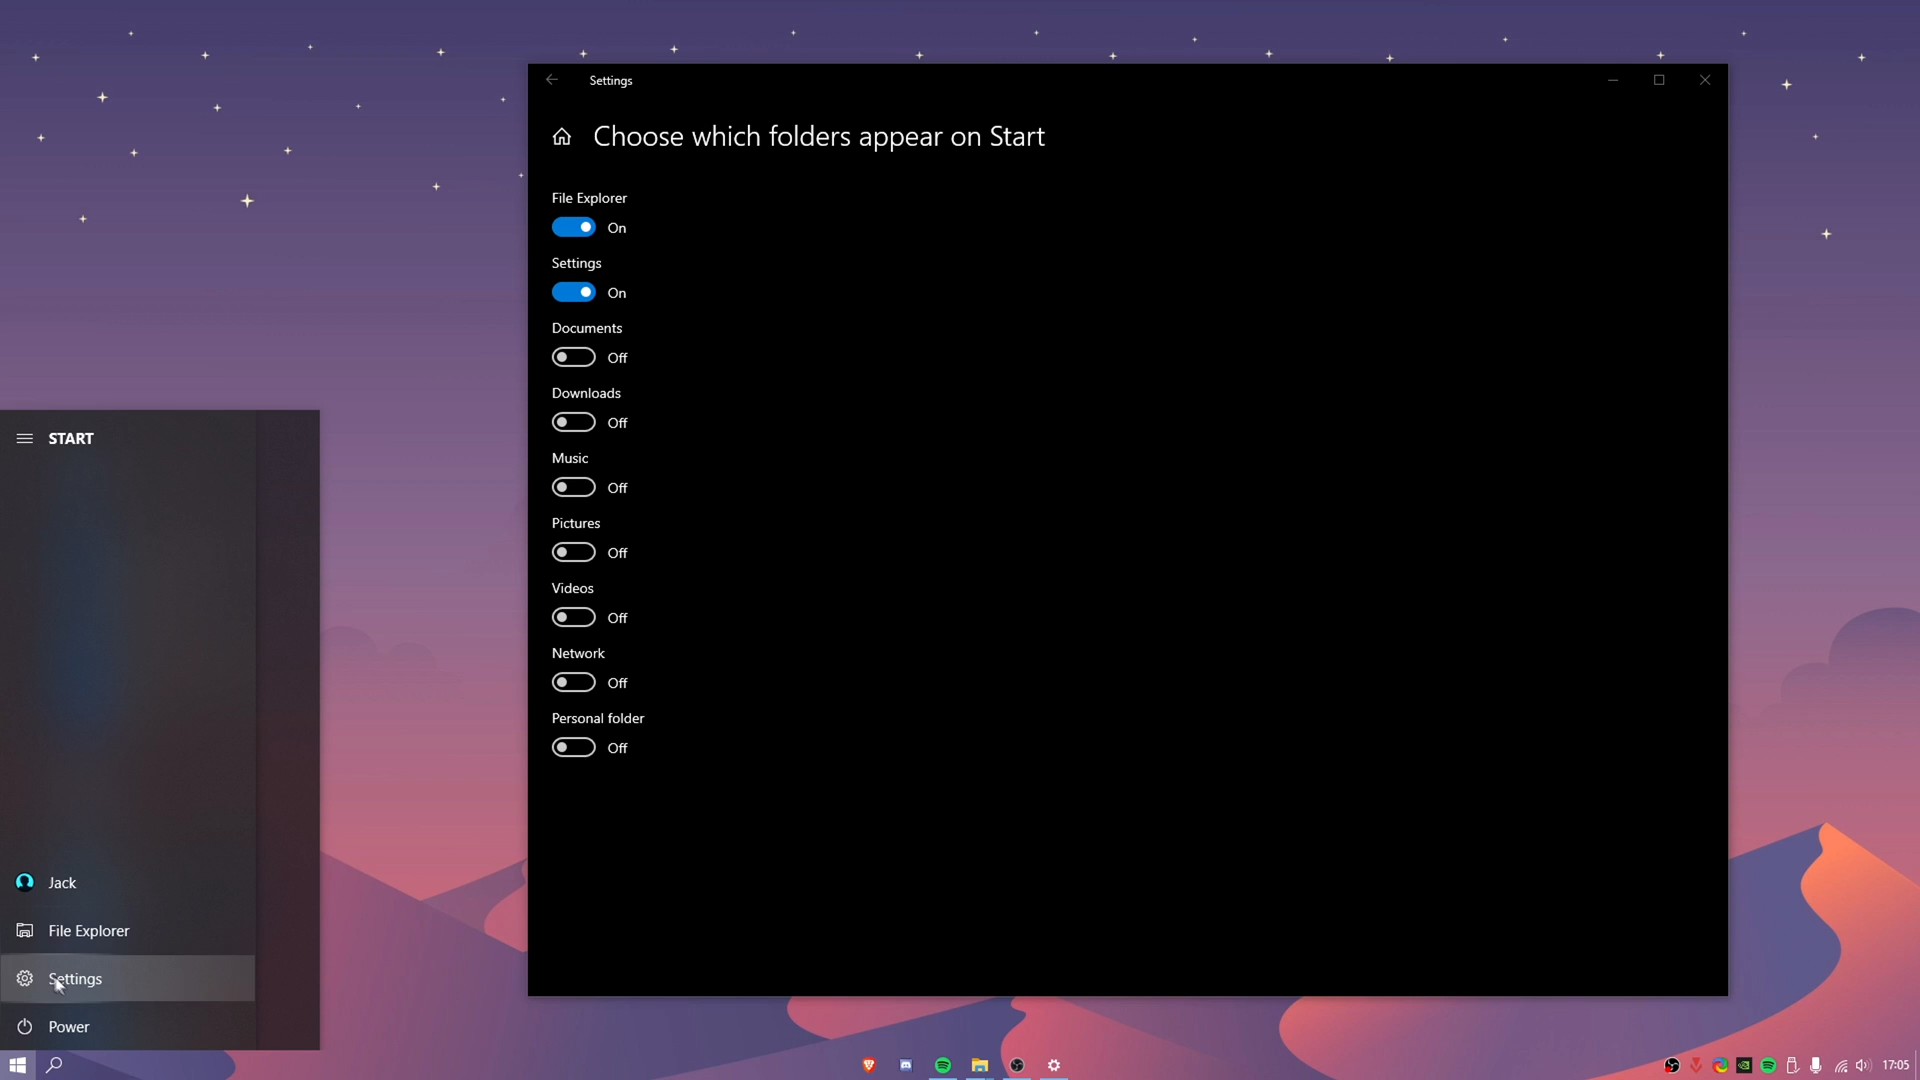 Settings
Choose which folders appear on Start
File Explorer
On
Settings
On
Documents
Off
Downloads
Off
Music
Off
Pictures
Off
Videos
Off
Network
Off
Personal folder
Off
START
Jack
File Explorer
Settings
Power
17:05